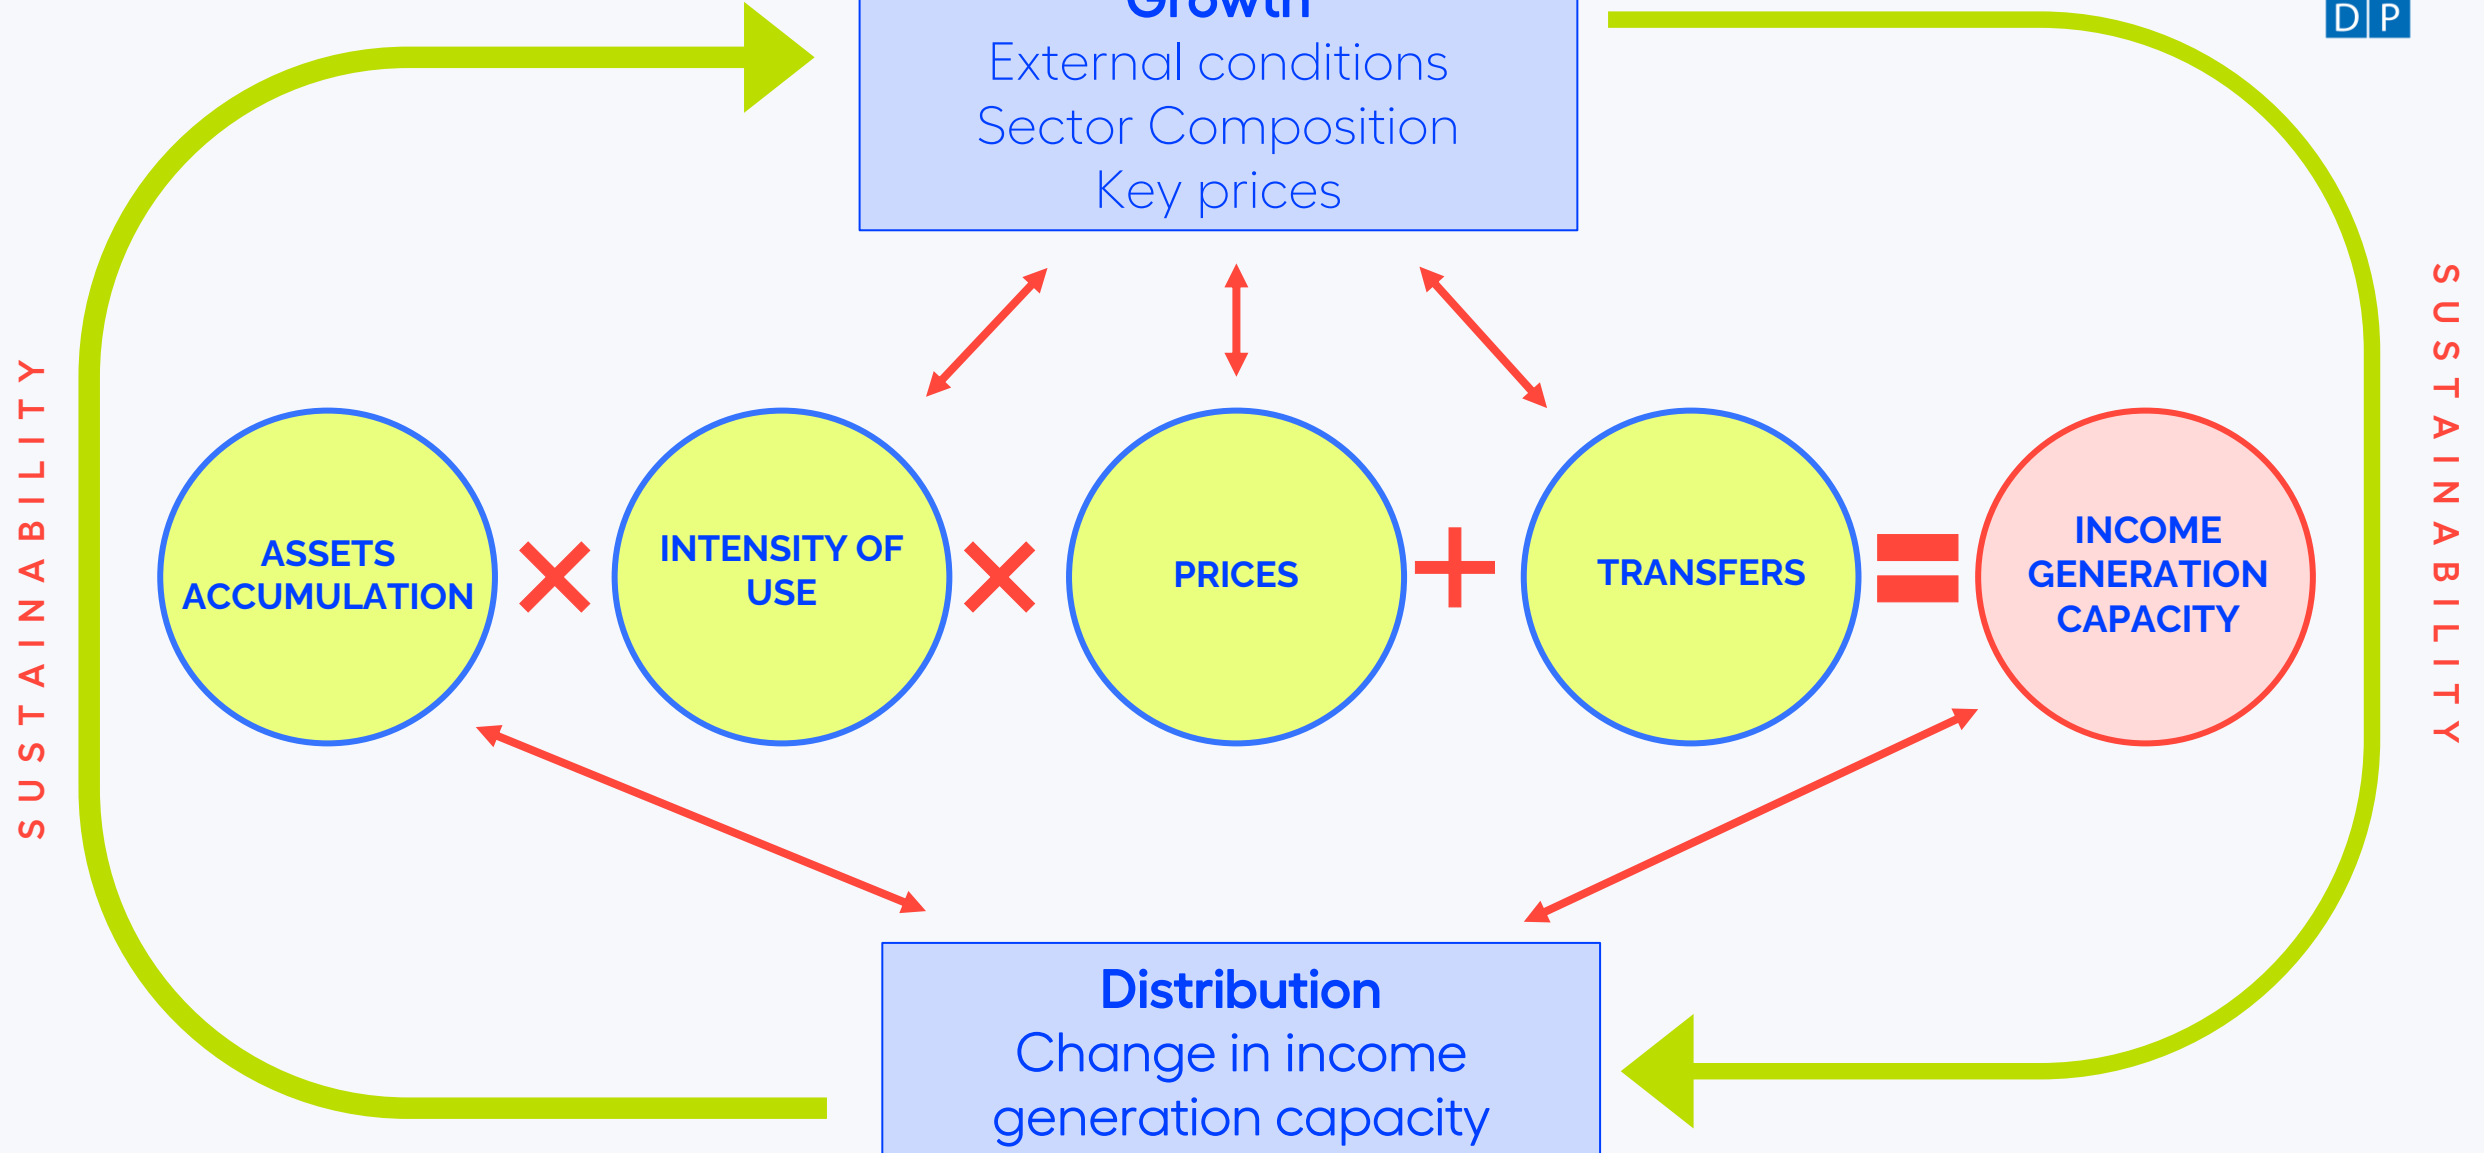 Growth
External conditions
Sector Composition
Key prices
D P
SUSTAINABILITY
SUSTAINABILITY
ASSETS
ACCUMULATION
×
INTENSITY OF
USE
×
PRICES
+
TRANSFERS
=
INCOME
GENERATION
CAPACITY
Distribution
Change in income
generation capacity